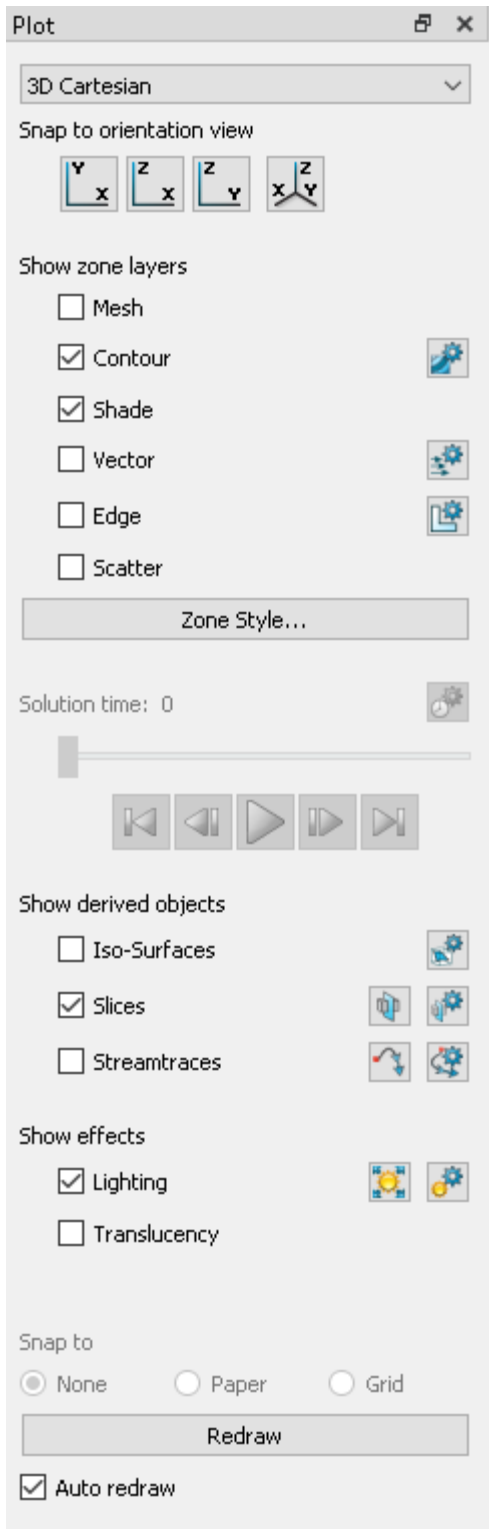 Plot
3D Cartesian
Snap to orientation view
Y X Z X Z Y X Z Y
Show zone layers
Mesh
Contour
Shade
Vector
Edge
Scatter
Zone Style...
Solution time: 0
Show derived objects
Iso-Surfaces
Slices
Streamtraces
Show effects
Lighting
Translucency
Snap to
None Paper Grid
Redraw
Auto redraw